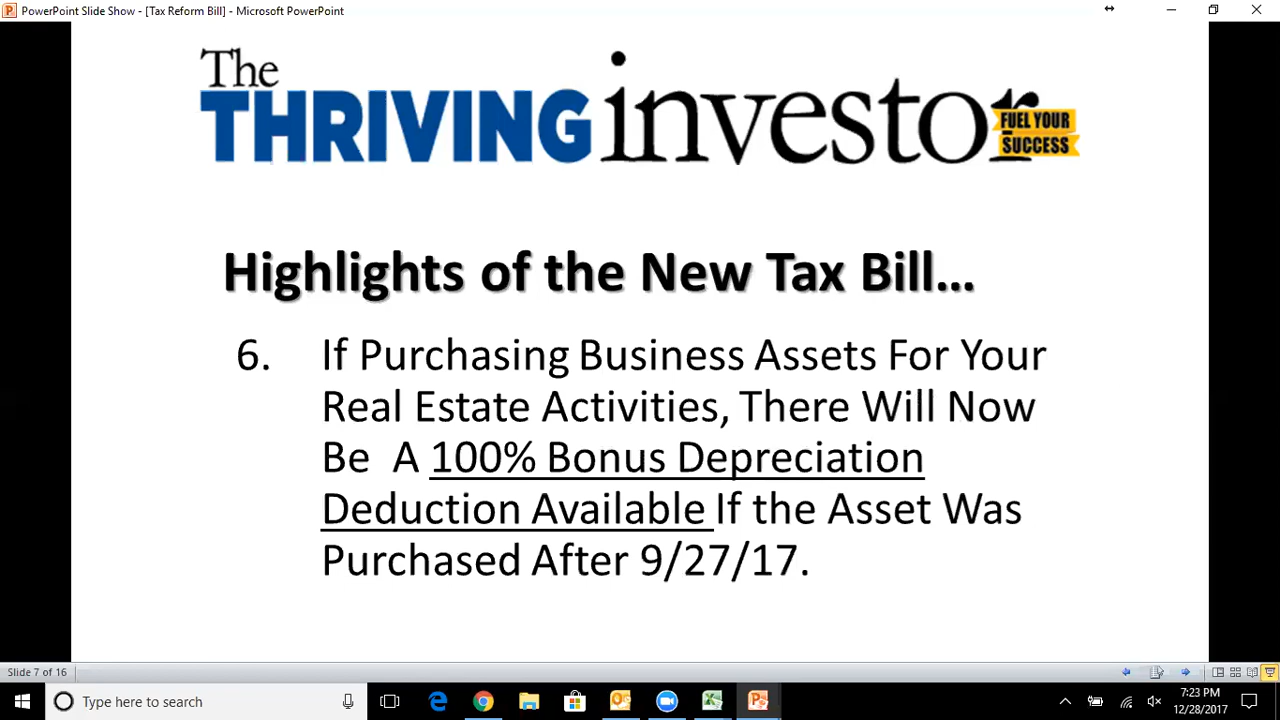 PowerPoint Slide Show - [Tax Reform Bill] - Microsoft PowerPoint
The
THRIVING investor
FUEL YOUR
SUCCESS
Highlights of the New Tax Bill...
6. If Purchasing Business Assets For Your
Real Estate Activities, There Will Now
Be A 100% Bonus Depreciation
Deduction Available If the Asset Was
Purchased After 9/27/17.
Slide 7 of 16
Type here to search
7:23 PM
12/28/2017